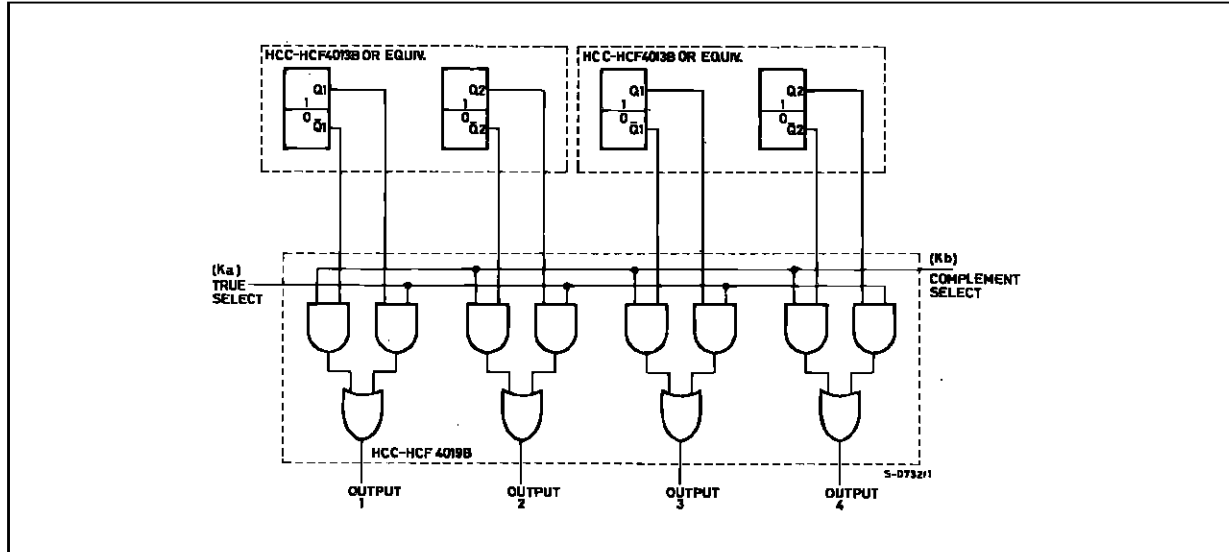 HCC-HCF4013B OR EQUIV.
HCC-HCF4013B OR EQUIV.
Q1
1
0
Q̅1
Q2
1
0
Q̅2
Q1
1
0
Q̅1
Q2
1
0
Q̅2
(Ka)
TRUE
SELECT
(Kb)
COMPLEMENT
SELECT
HCC-HCF 4019B
S-0732/1
OUTPUT
1
OUTPUT
2
OUTPUT
3
OUTPUT
4